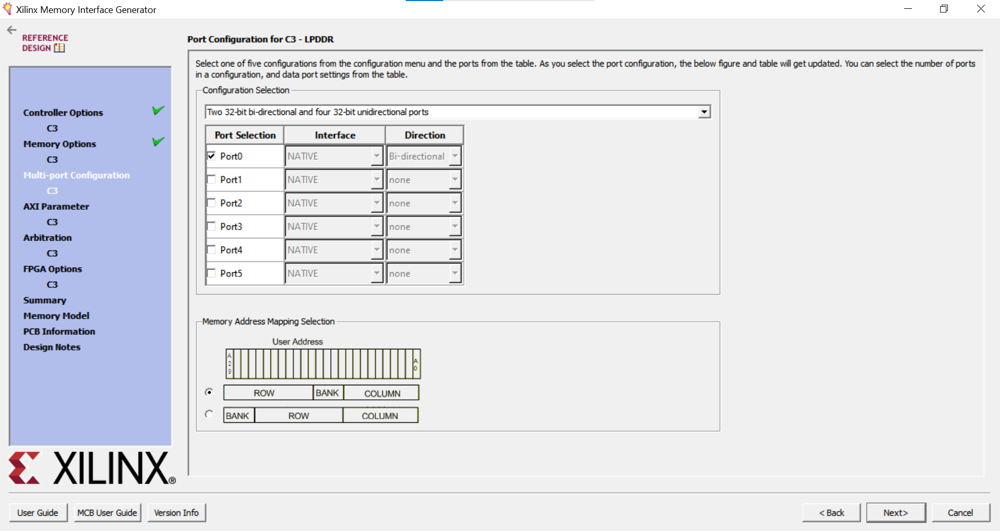 Xilinx Memory Interface Generator
REFERENCE
DESIGN
Controller Options
C3
Memory Options
C3
Multi-port Configuration
C3
AXI Parameter
C3
Arbitration
C3
FPGA Options
C3
Summary
Memory Model
PCB Information
Design Notes
XILINX®
Port Configuration for C3 - LPDDR
Select one of five configurations from the configuration menu and the ports from the table. As you select the port configuration, the below figure and table will get updated. You can select the number of ports
in a configuration, and data port settings from the table.
Configuration Selection
Two 32-bit bi-directional and four 32-bit unidirectional ports
Port Selection Interface Direction
Port0 NATIVE Bi-directional
Port1 NATIVE none
Port2 NATIVE none
Port3 NATIVE none
Port4 NATIVE none
Port5 NATIVE none
Memory Address Mapping Selection
User Address
A29 A0
ROW BANK COLUMN
BANK ROW COLUMN
User Guide MCB User Guide Version Info < Back Next> Cancel